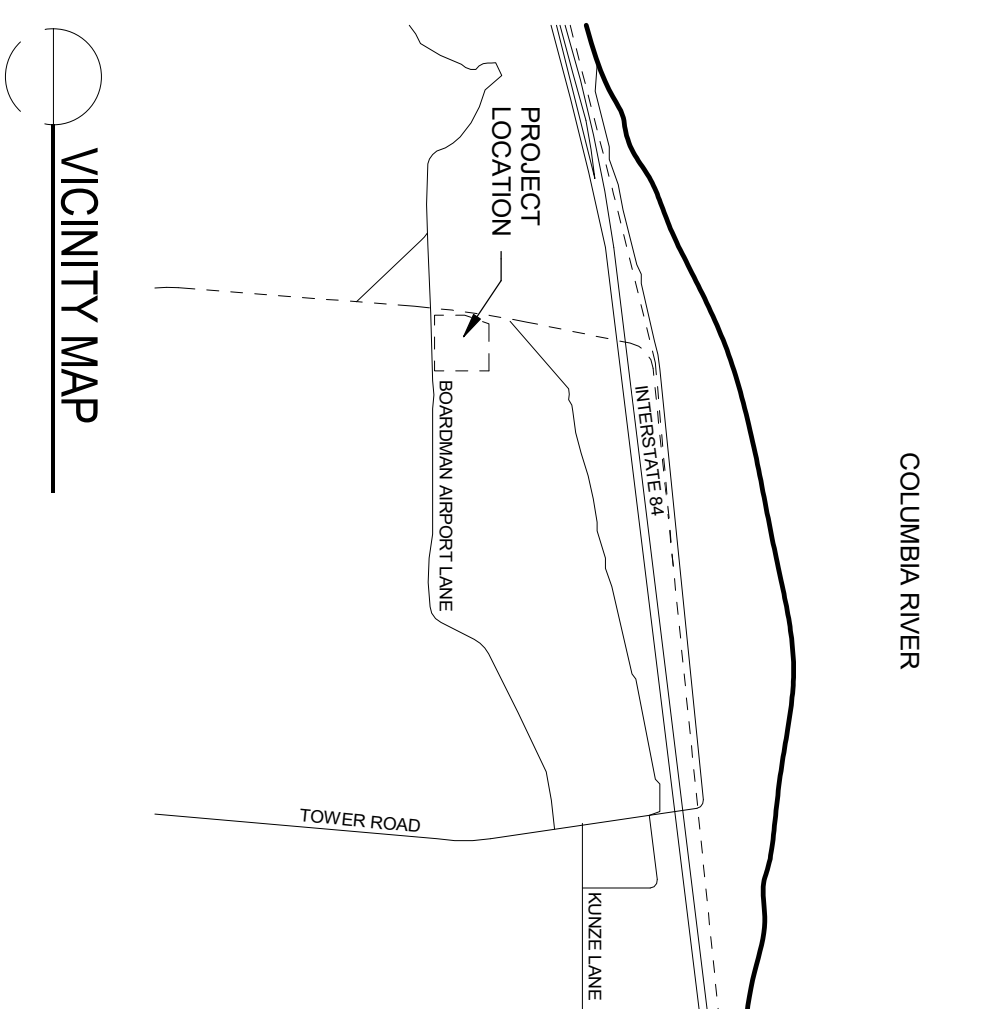 COLUMBIA RIVER
INTERSTATE 84
PROJECT
LOCATION
BOARDMAN AIRPORT LANE
KUNZE LANE
TOWER ROAD
VICINITY MAP